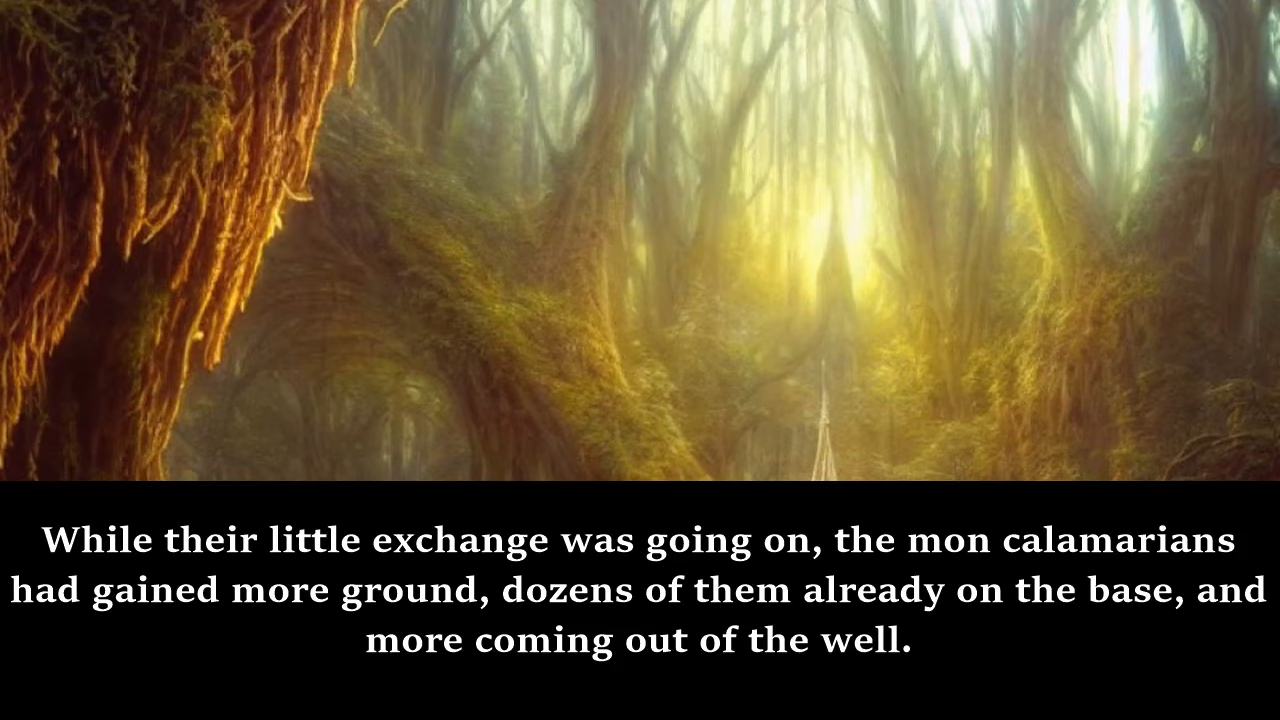 While their little exchange was going on, the mon calamarians
had gained more ground, dozens of them already on the base, and
more coming out of the well.